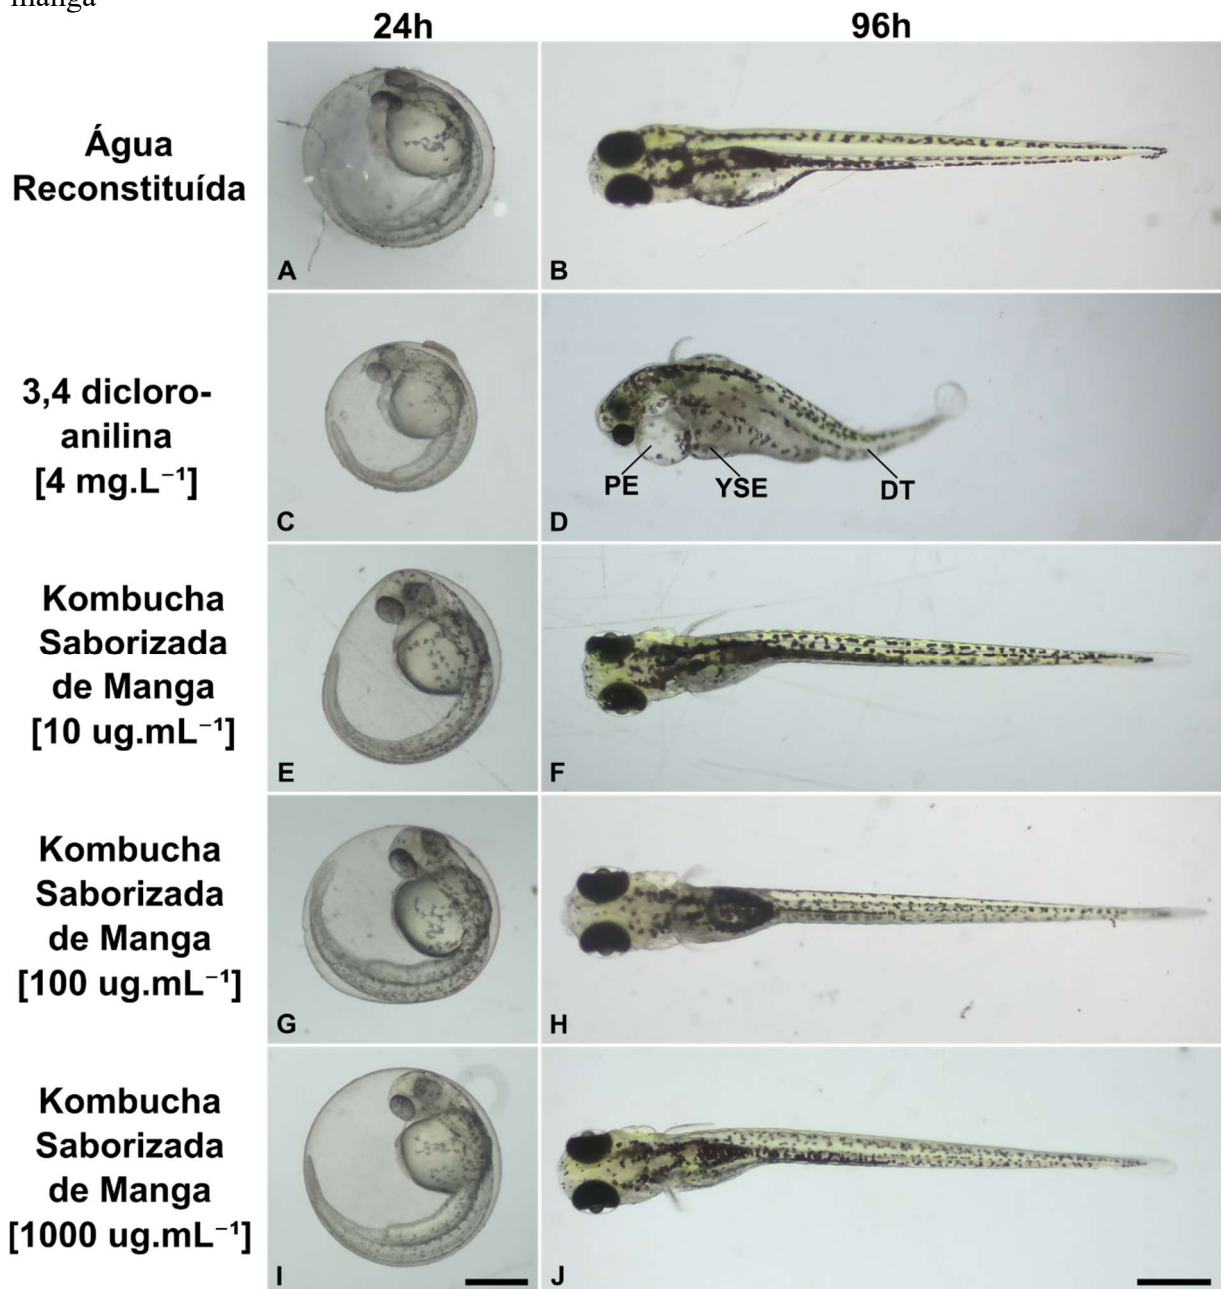 manga
24h
96h
Água
Reconstituída
A
B
3,4 dicloro-
anilina
[4 mg.L⁻¹]
PE
YSE
DT
C
D
Kombucha
Saborizada
de Manga
[10 ug.mL⁻¹]
E
F
Kombucha
Saborizada
de Manga
[100 ug.mL⁻¹]
G
H
Kombucha
Saborizada
de Manga
[1000 ug.mL⁻¹]
I
J